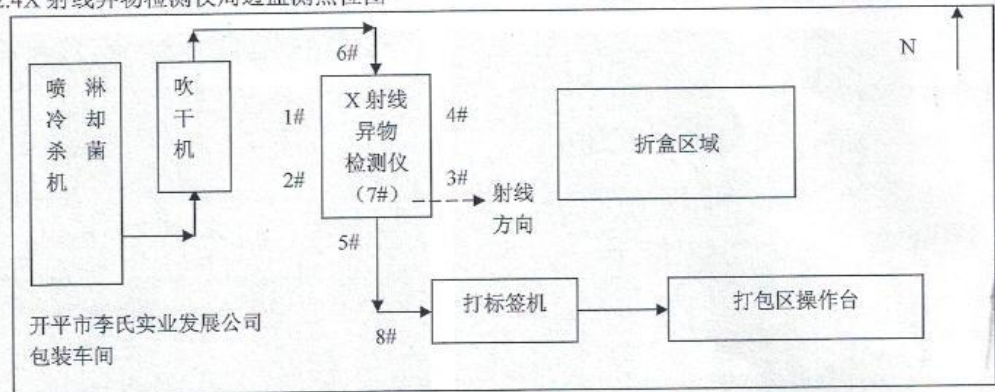 .4X 射线异物检测仪周边监测点位图
N
6#
喷 淋
冷 却
杀 菌
机
吹
干
机
1#
2#
X 射线
异物
检测仪
（7#）
4#
3#
射线
方向
折盒区域
5#
打标签机
打包区操作台
8#
开平市李氏实业发展公司
包装车间